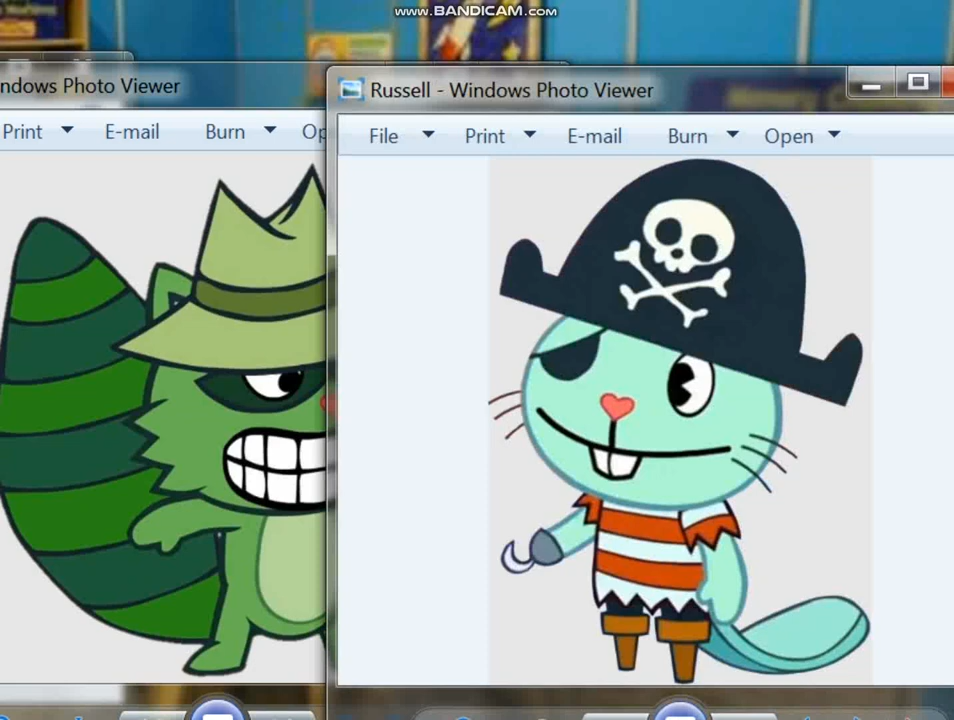 www.BANDICAM.com
ndows Photo Viewer
Russell - Windows Photo Viewer
Print E-mail Burn Op
File Print E-mail Burn Open